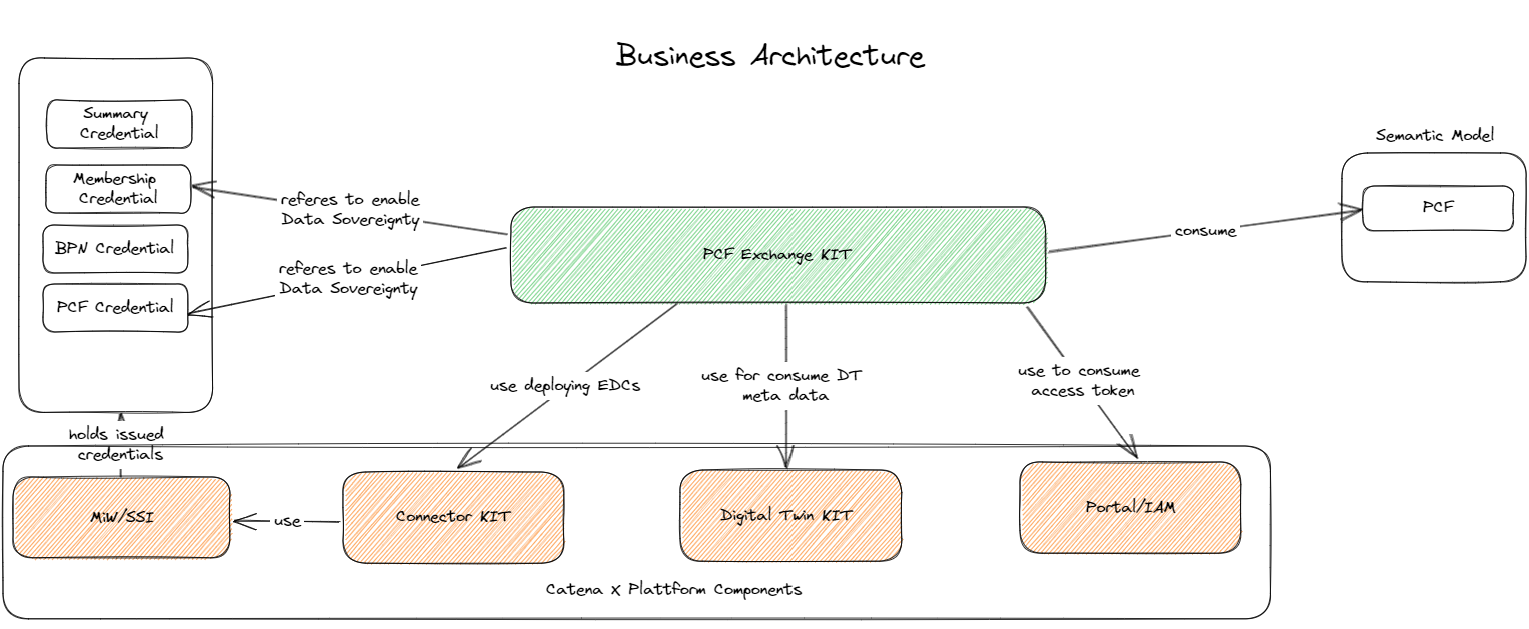 Business Architecture
Summary
Credential
Membership
Credential
BPN Credential
PCF Credential
referes to enable
Data Sovereignty
referes to enable
Data Sovereignty
PCF Exchange KIT
consume
Semantic Model
PCF
use deploying EDCs
use for consume DT
meta data
use to consume
access token
holds issued
credentials
MiW/SSI
use
Connector KIT
Digital Twin KIT
Portal/IAM
Catena X Plattform Components